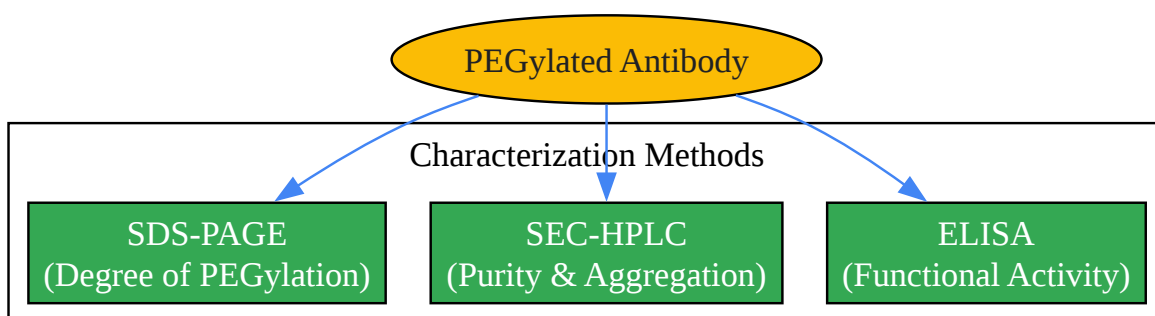 PEGylated Antibody
Characterization Methods
SDS-PAGE
(Degree of PEGylation)
SEC-HPLC
(Purity & Aggregation)
ELISA
(Functional Activity)